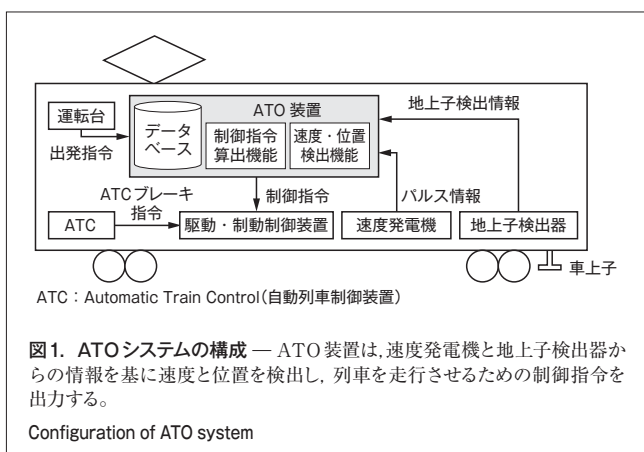 ATO 装置
運転台
データ
ベース
制御指令
算出機能
速度・位置
検出機能
地上子検出情報
出発指令
ATCブレーキ
指令
制御指令
パルス情報
ATC
駆動・制動制御装置
速度発電機
地上子検出器
車上子
ATC：Automatic Train Control（自動列車制御装置）
図1. ATOシステムの構成 — ATO装置は，速度発電機と地上子検出器か
らの情報を基に速度と位置を検出し，列車を走行させるための制御指令を
出力する。
Configuration of ATO system